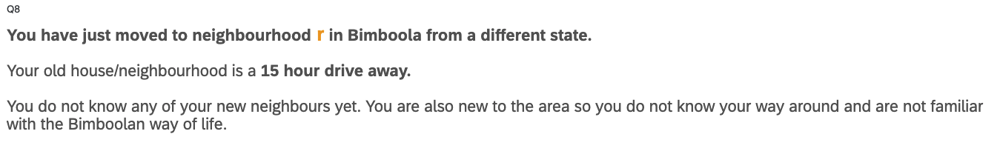 Q8
You have just moved to neighbourhood r in Bimboola from a different state.
Your old house/neighbourhood is a 15 hour drive away.
You do not know any of your new neighbours yet. You are also new to the area so you do not know your way around and are not familiar
with the Bimboolan way of life.